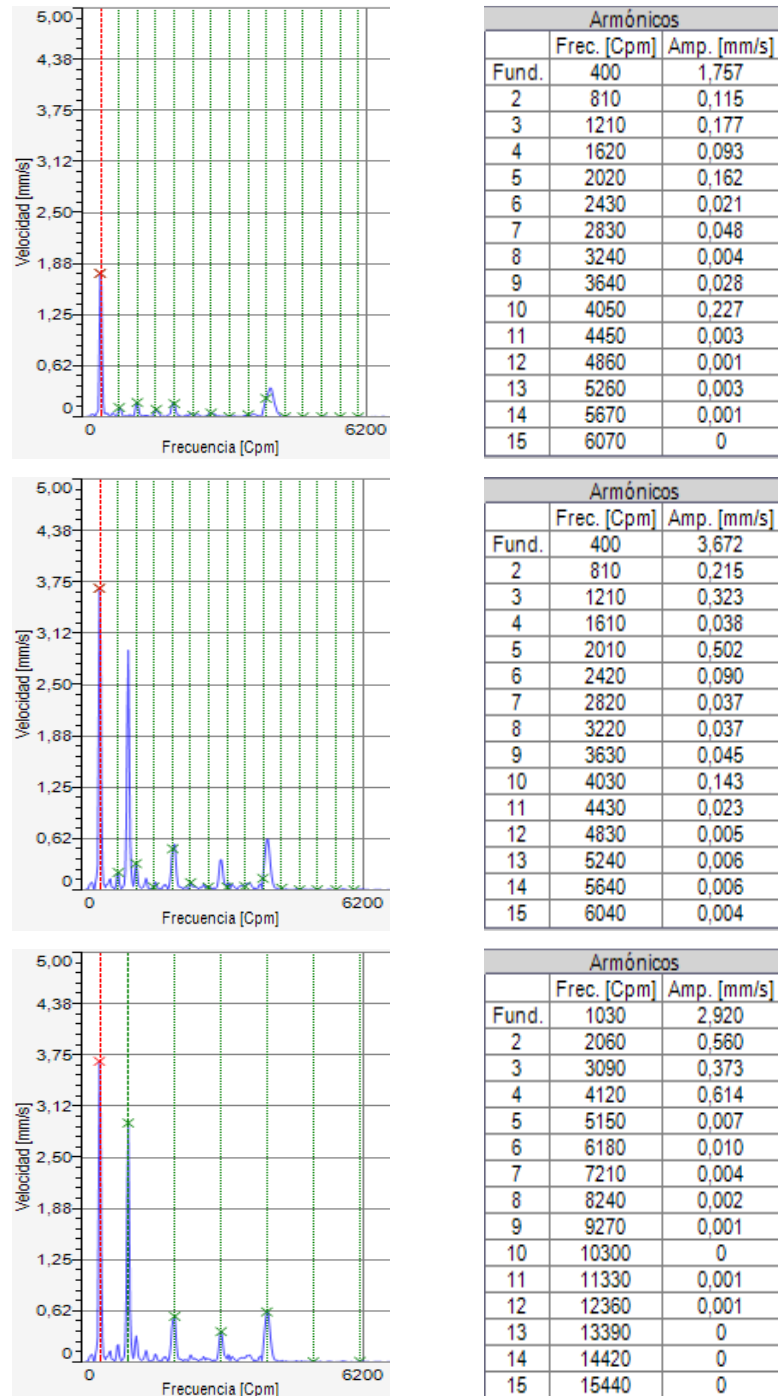 5,00
4,38
3,75
3,12
2,50
1,88
1,25
0,62
0
Velocidad [mm/s]
0 6200
Frecuencia [Cpm]
Armónicos
Frec. [Cpm] Amp. [mm/s]
Fund. 400 1,757
2 810 0,115
3 1210 0,177
4 1620 0,093
5 2020 0,162
6 2430 0,021
7 2830 0,048
8 3240 0,004
9 3640 0,028
10 4050 0,227
11 4450 0,003
12 4860 0,001
13 5260 0,003
14 5670 0,001
15 6070 0
5,00
4,38
3,75
3,12
2,50
1,88
1,25
0,62
0
Velocidad [mm/s]
0 6200
Frecuencia [Cpm]
Armónicos
Frec. [Cpm] Amp. [mm/s]
Fund. 400 3,672
2 810 0,215
3 1210 0,323
4 1610 0,038
5 2010 0,502
6 2420 0,090
7 2820 0,037
8 3220 0,037
9 3630 0,045
10 4030 0,143
11 4430 0,023
12 4830 0,005
13 5240 0,006
14 5640 0,006
15 6040 0,004
5,00
4,38
3,75
3,12
2,50
1,88
1,25
0,62
0
Velocidad [mm/s]
0 6200
Frecuencia [Cpm]
Armónicos
Frec. [Cpm] Amp. [mm/s]
Fund. 1030 2,920
2 2060 0,560
3 3090 0,373
4 4120 0,614
5 5150 0,007
6 6180 0,010
7 7210 0,004
8 8240 0,002
9 9270 0,001
10 10300 0
11 11330 0,001
12 12360 0,001
13 13390 0
14 14420 0
15 15440 0